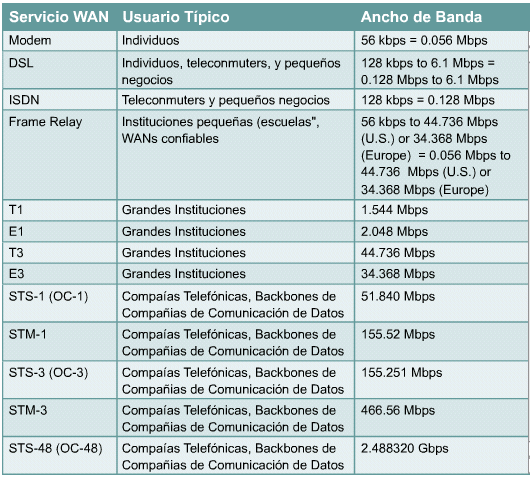 Servicio WAN Usuario Típico Ancho de Banda
Modem Individuos 56 kbps = 0.056 Mbps
DSL Individuos, teleconmuters, y pequeños 128 kbps to 6.1 Mbps =
negocios 0.128 Mbps to 6.1 Mbps
ISDN Teleconmuters y pequeños negocios 128 kbps = 0.128 Mbps
Frame Relay Instituciones pequeñas (escuelas", 56 kbps to 44.736 Mbps
WANs confiables (U.S.) or 34.368 Mbps
(Europe) = 0.056 Mbps to
44.736 Mbps (U.S.) or
34.368 Mbps (Europe)
T1 Grandes Instituciones 1.544 Mbps
E1 Grandes Instituciones 2.048 Mbps
T3 Grandes Instituciones 44.736 Mbps
E3 Grandes Instituciones 34.368 Mbps
STS-1 (OC-1) Compaías Telefónicas, Backbones de 51.840 Mbps
Compañias de Comunicación de Datos
STM-1 Compaías Telefónicas, Backbones de 155.52 Mbps
Compañias de Comunicación de Datos
STS-3 (OC-3) Compaías Telefónicas, Backbones de 155.251 Mbps
Compañias de Comunicación de Datos
STM-3 Compaías Telefónicas, Backbones de 466.56 Mbps
Compañias de Comunicación de Datos
STS-48 (OC-48) Compaías Telefónicas, Backbones de 2.488320 Gbps
Compañias de Comunicación de Datos